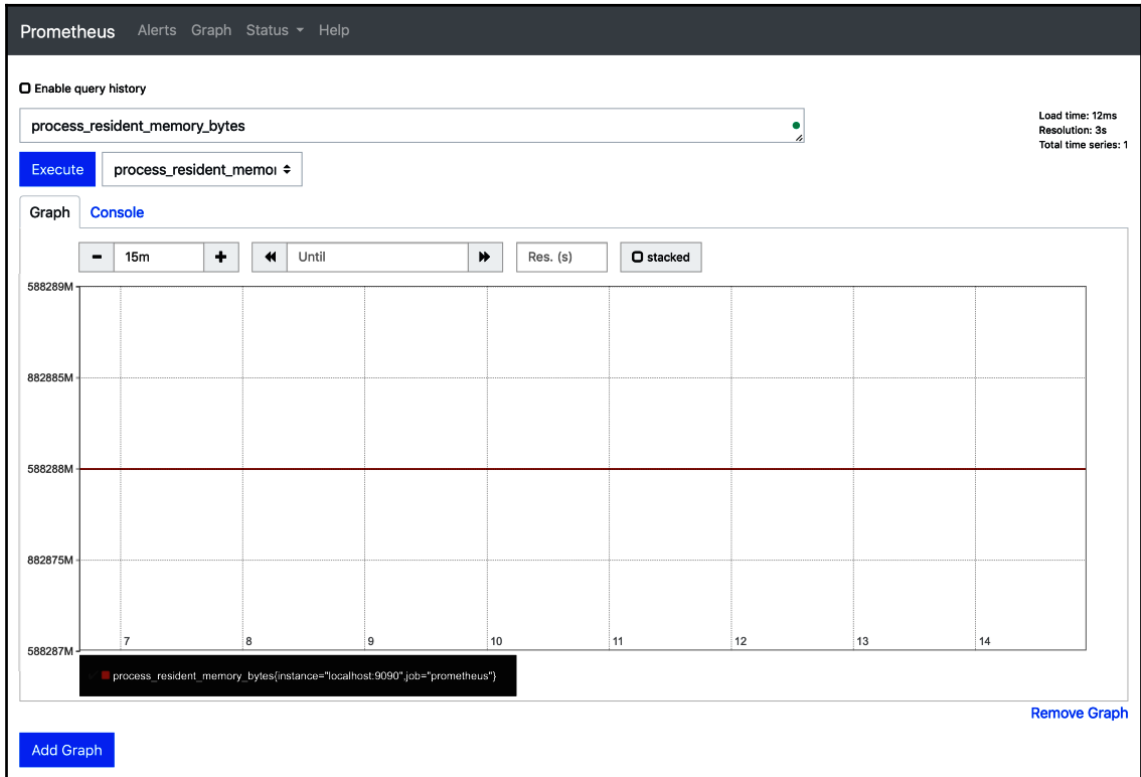 Prometheus Alerts Graph Status Help
Enable query history
process_resident_memory_bytes
Load time: 12ms
Resolution: 3s
Total time series: 1
Execute process_resident_memoı
Graph Console
15m Until Res. (s) stacked
588289M
882885M
588288M
882875M
588287M
7 8 9 10 11 12 13 14
process_resident_memory_bytes{instance="localhost:9090",job="prometheus"}
Remove Graph
Add Graph